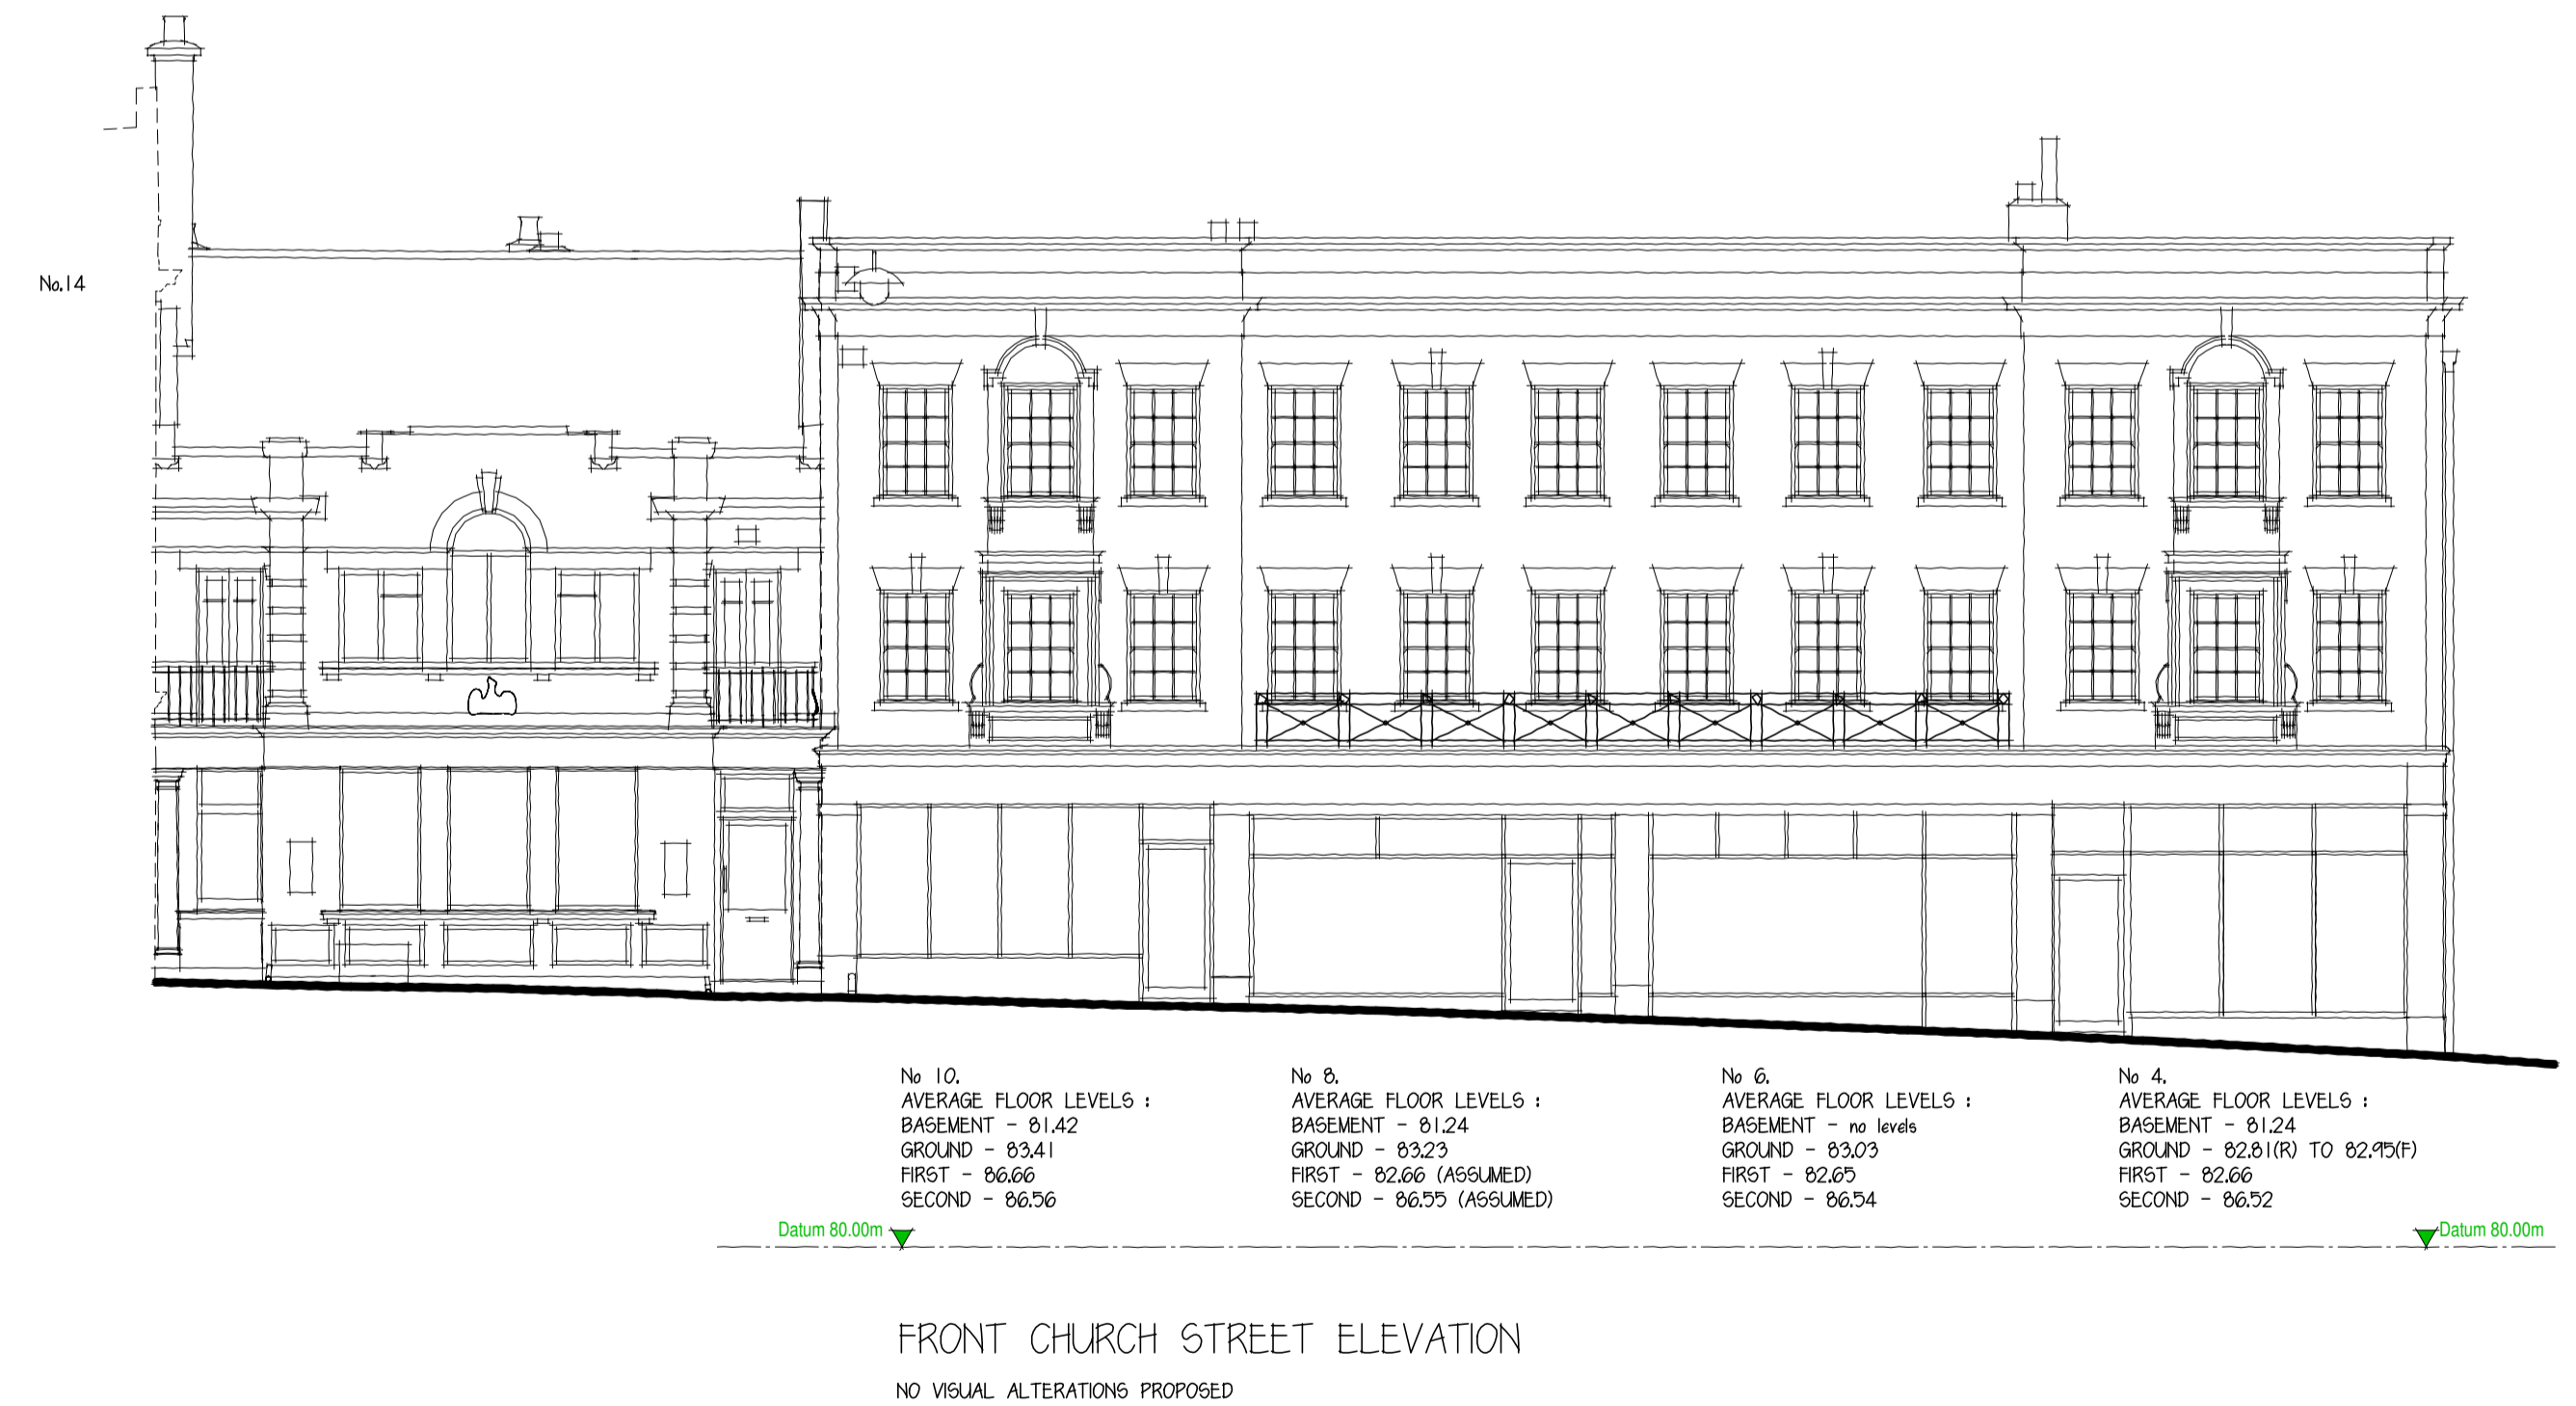 No.14
No 10.
AVERAGE FLOOR LEVELS :
BASEMENT - 81.42
GROUND - 83.41
FIRST - 86.66
SECOND - 86.56
No 8.
AVERAGE FLOOR LEVELS :
BASEMENT - 81.24
GROUND - 83.23
FIRST - 82.66 (ASSUMED)
SECOND - 86.55 (ASSUMED)
No 6.
AVERAGE FLOOR LEVELS :
BASEMENT - no levels
GROUND - 83.03
FIRST - 82.65
SECOND - 86.54
No 4.
AVERAGE FLOOR LEVELS :
BASEMENT - 81.24
GROUND - 82.81(R) TO 82.95(F)
FIRST - 82.66
SECOND - 86.52
Datum 80.00m
Datum 80.00m
FRONT CHURCH STREET ELEVATION
NO VISUAL ALTERATIONS PROPOSED